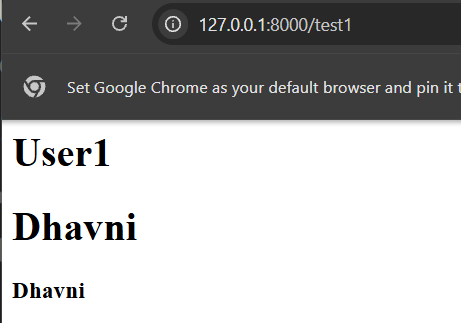 127.0.0.1:8000/test1
Set Google Chrome as your default browser and pin it t
User1
Dhavni
Dhavni